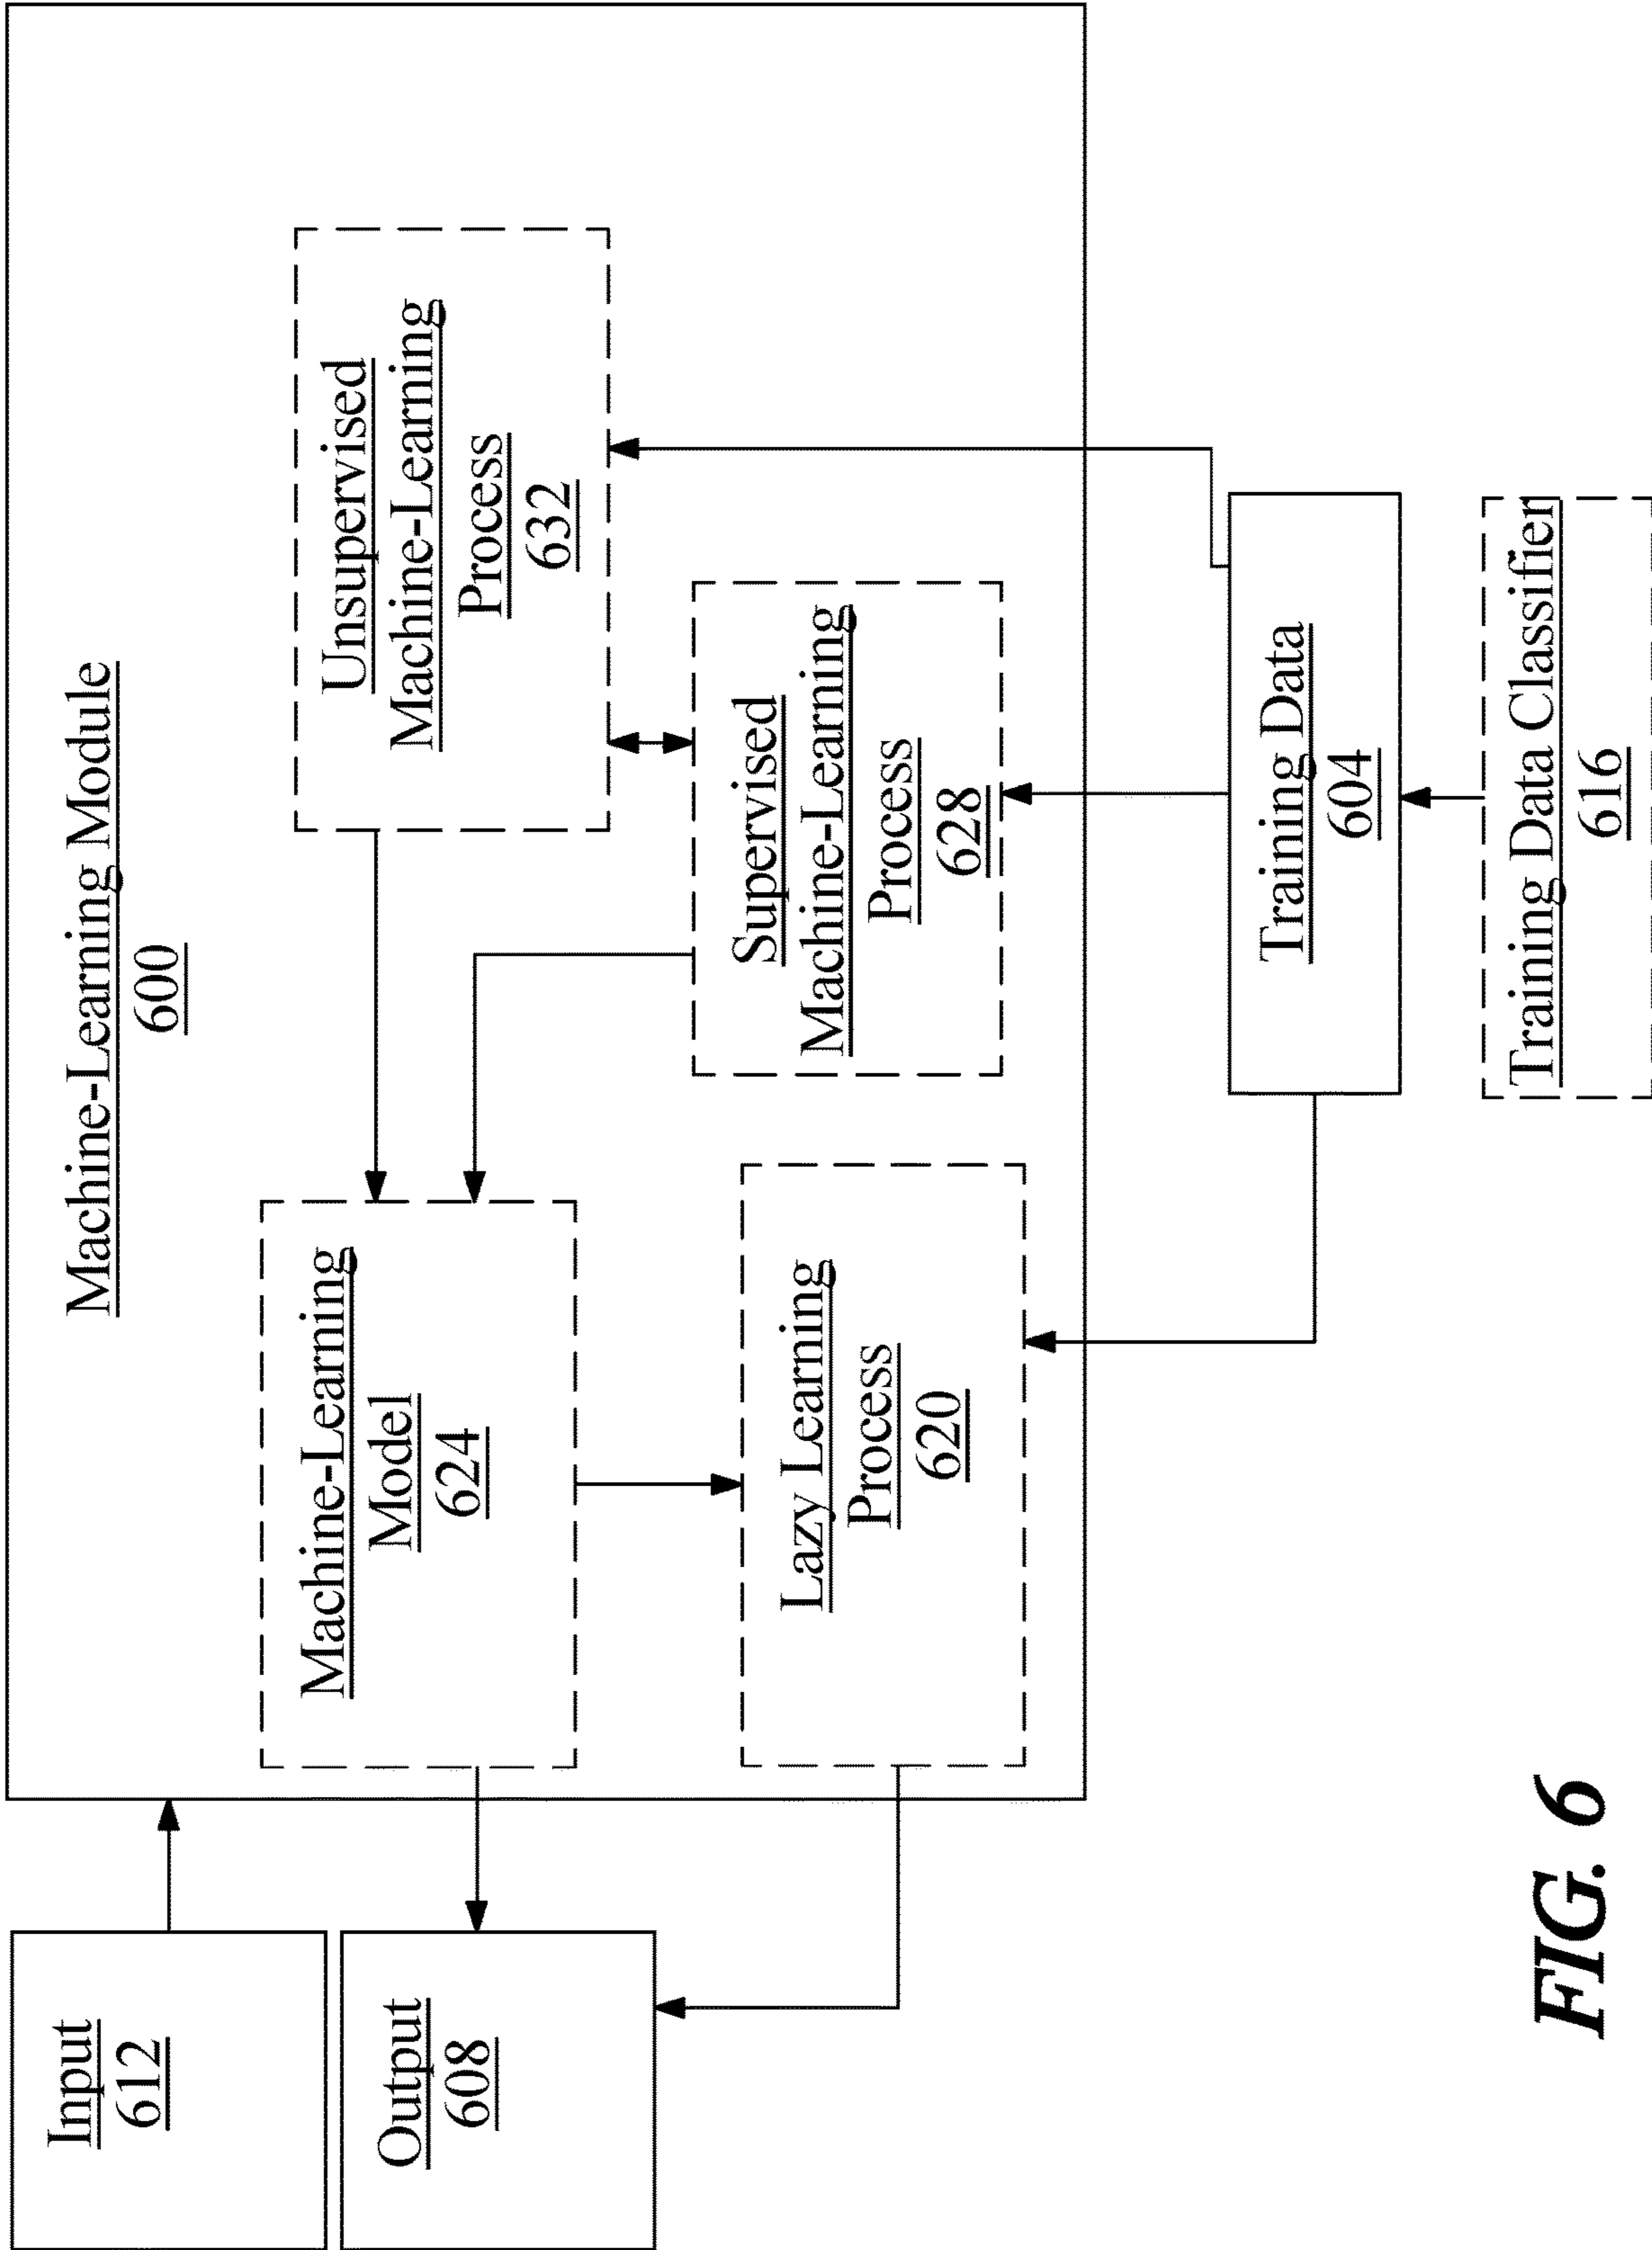 Machine-Learning Module
600
Input
612
Output
608
Machine-Learning
Model
624
Unsupervised
Machine-Learning
Process
632
Lazy Learning
Process
620
Supervised
Machine-Learning
Process
628
Training Data
604
Training Data Classifier
616
FIG. 6